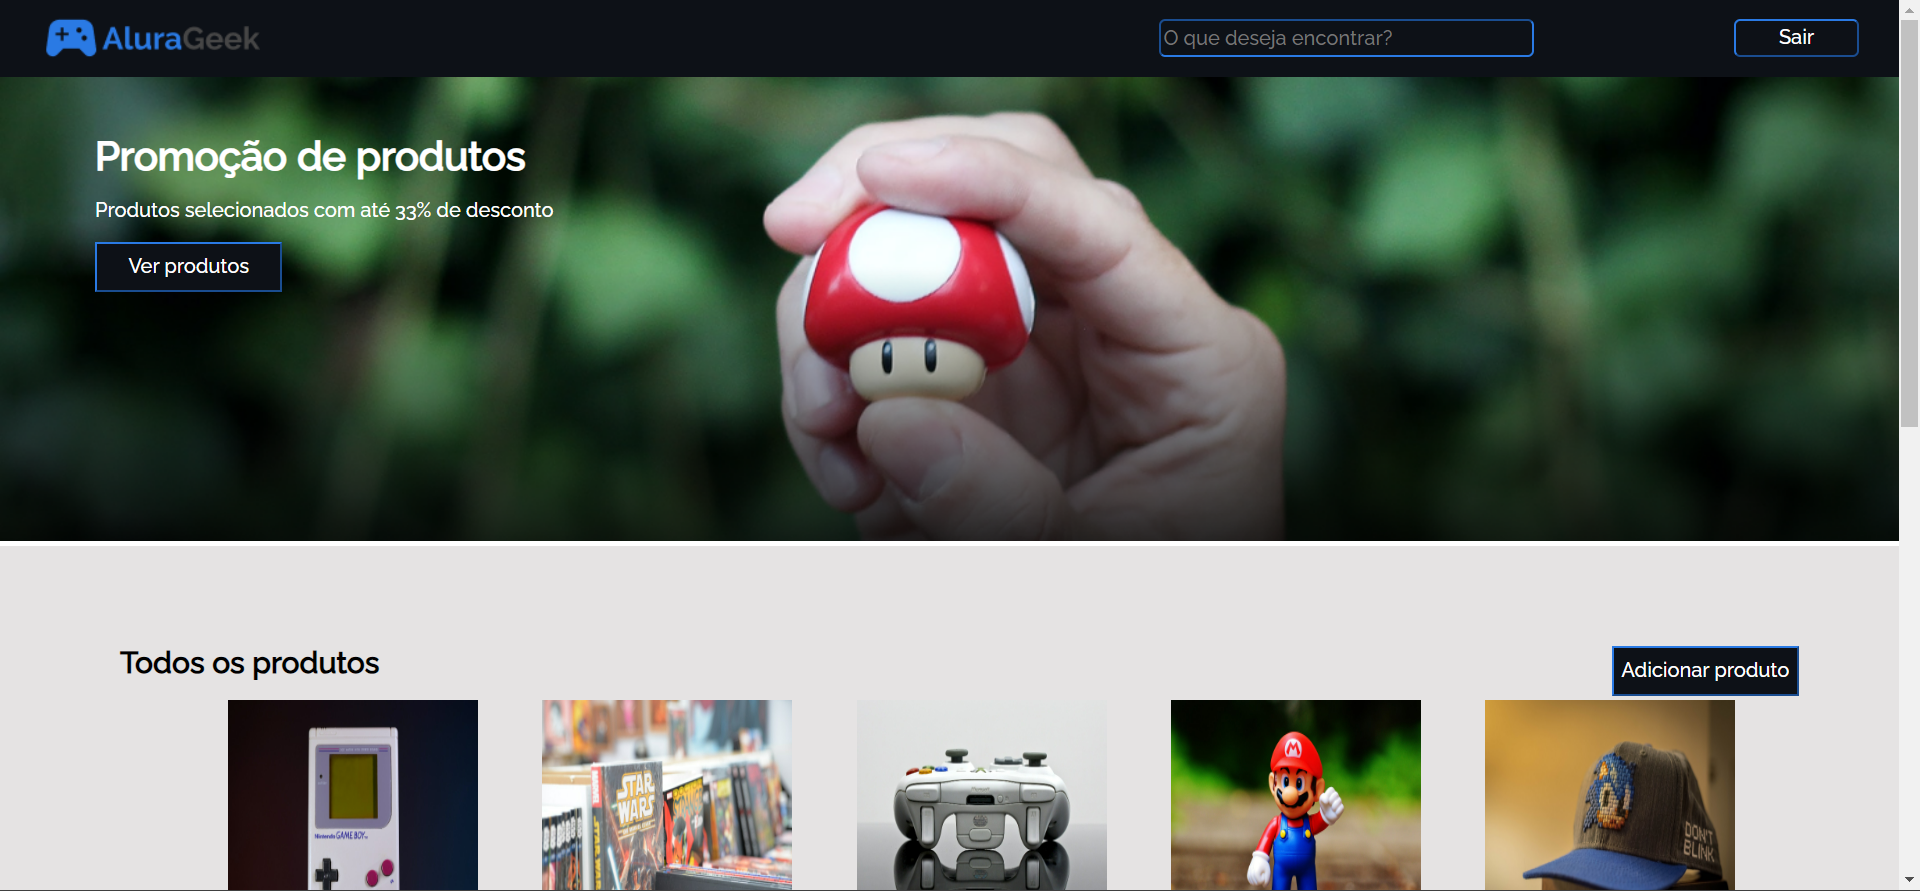 AluraGeek
O que deseja encontrar?
Sair
Promoção de produtos
Produtos selecionados com até 33% de desconto
Ver produtos
Todos os produtos
Adicionar produto
Nintendo GAME BOY
STAR
WARS
M
DON'T
BLINK